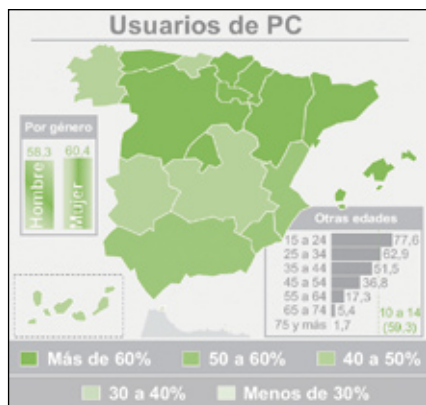 Usuarios de PC
Por género
58,3 60.4
Hombre
Mujer
Otras edades
15 a 24 77,6
25 a 34 62,9
35 a 44 51,5
45 a 54 36,8
55 a 64 17,3
65 a 74 5,4
75 y más 1,7
10 a 14
(59,3)
Más de 60% 50 a 60% 40 a 50%
30 a 40% Menos de 30%